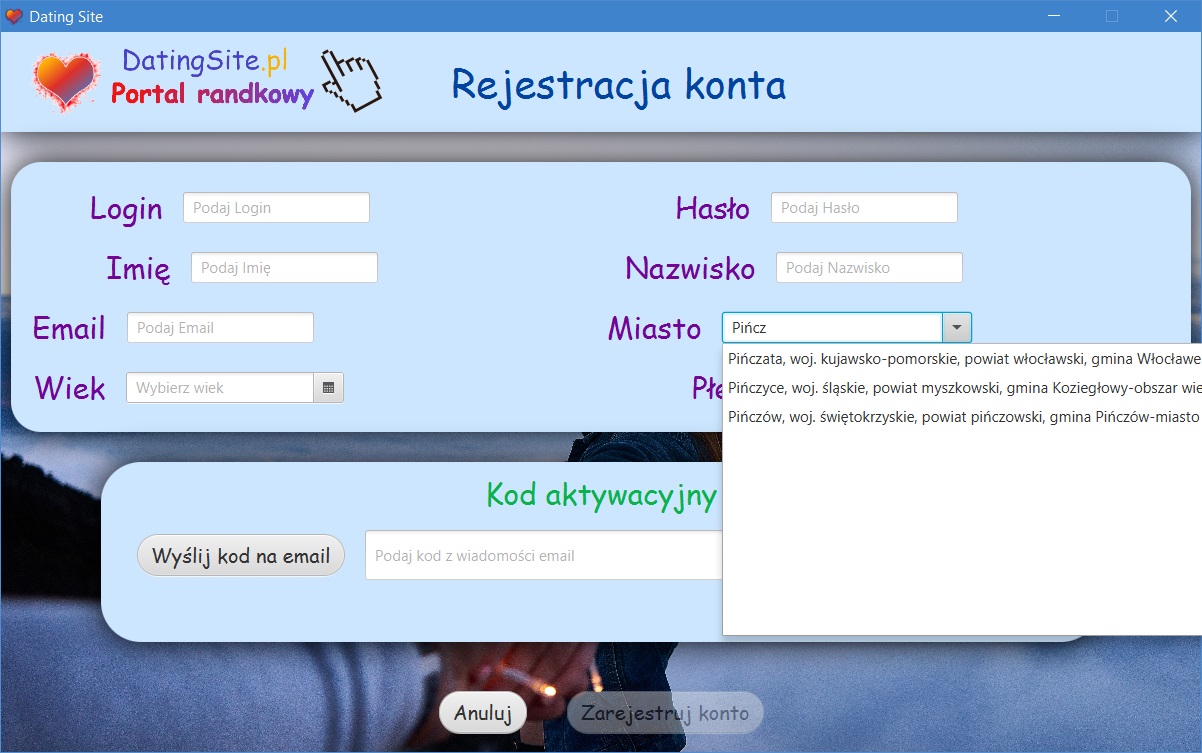 Dating Site
DatingSite.pl
Portal randkowy
Rejestracja konta
Login
Podaj Login
Hasło
Podaj Hasło
Imię
Podaj Imię
Nazwisko
Podaj Nazwisko
Email
Podaj Email
Miasto
Pińcz
Pińczata, woj. kujawsko-pomorskie, powiat włocławski, gmina Włocławe
Wiek
Wybierz wiek
Płe
Pińczyce, woj. śląskie, powiat myszkowski, gmina Koziegłowy-obszar wie
Pińczów, woj. świętokrzyskie, powiat pińczowski, gmina Pińczów-miasto
Kod aktywacyjny
Wyślij kod na email
Podaj kod z wiadomości email
Anuluj
Zarejestruj konto